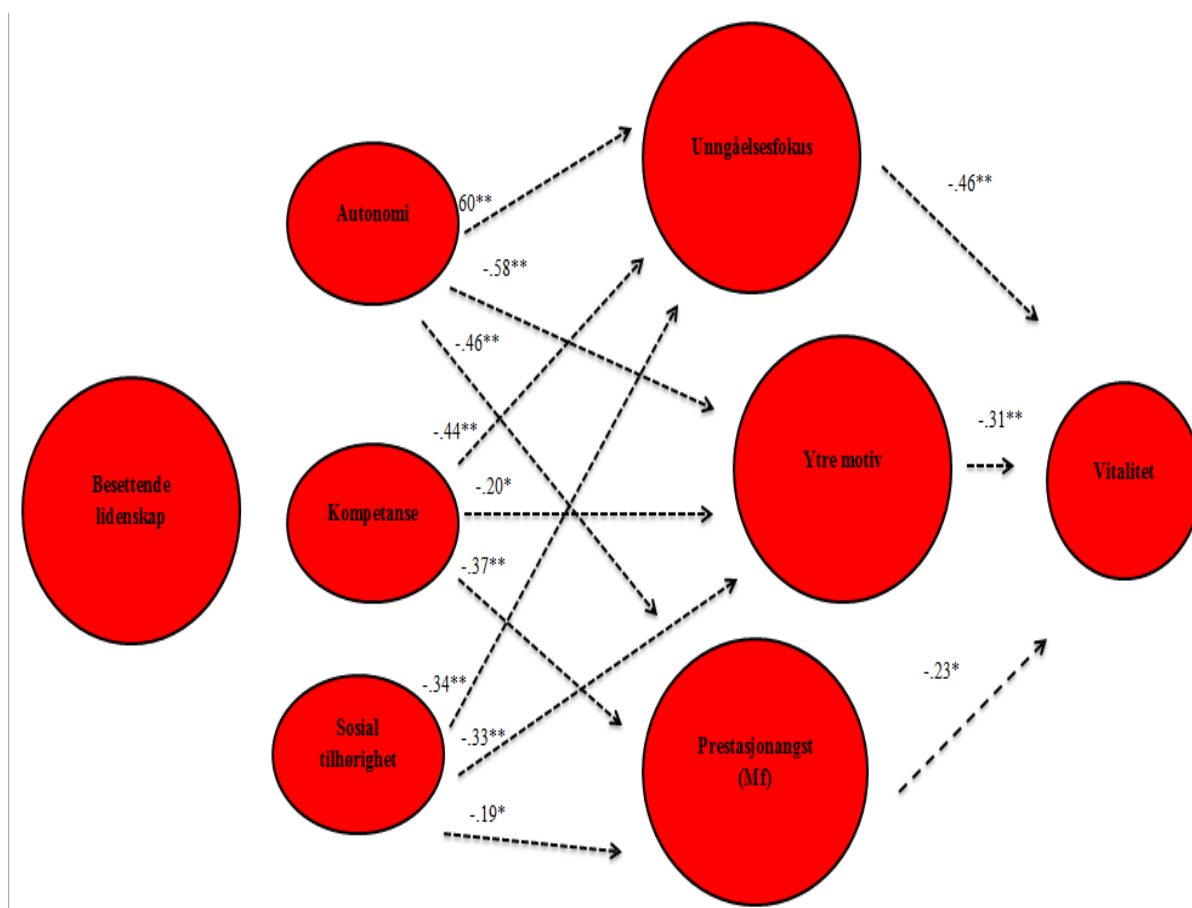 Unngåelsesfokus
-.46**
Autonomi
60**
-.58**
-.46**
-.44**
Ytre motiv
-.31**
Vitalitet
Besettende
lidenskap
Kompetanse
-.20*
-.37**
-.34**
Sosial
tilhørighet
-.33**
-.19*
Prestasjonangst
(Mf)
-.23*